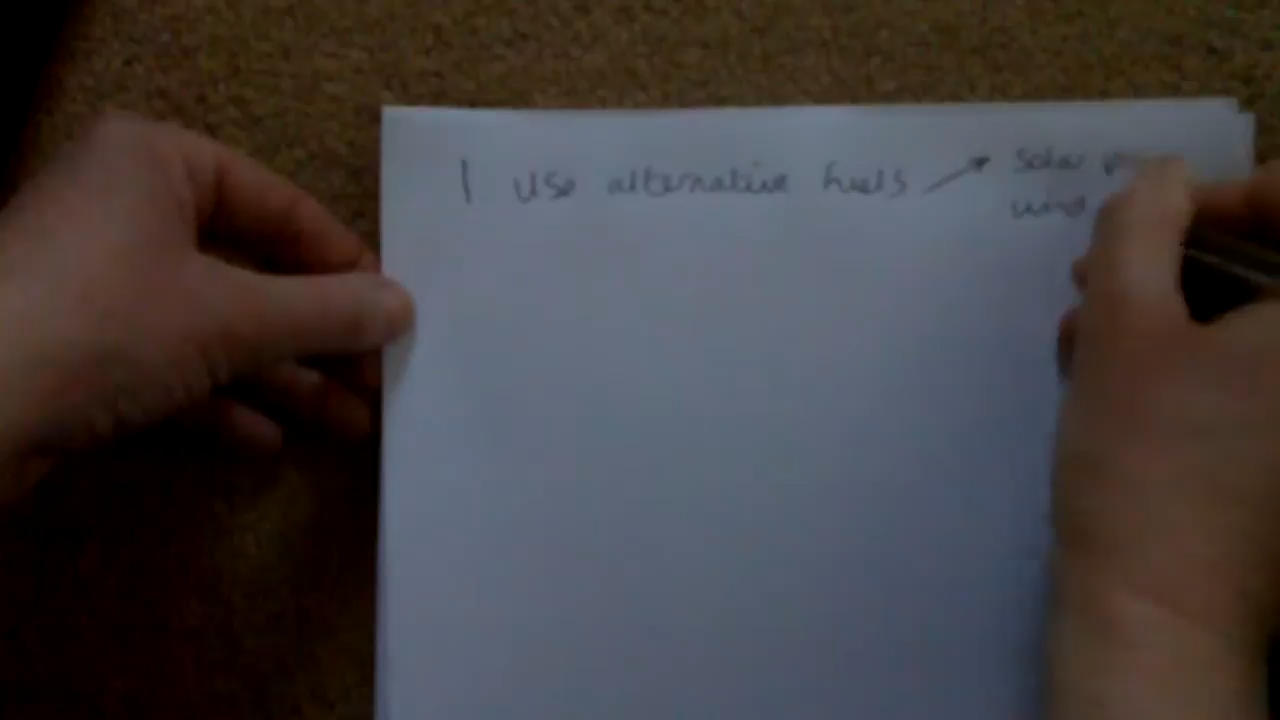 1 use alternative fuels → solar
wind